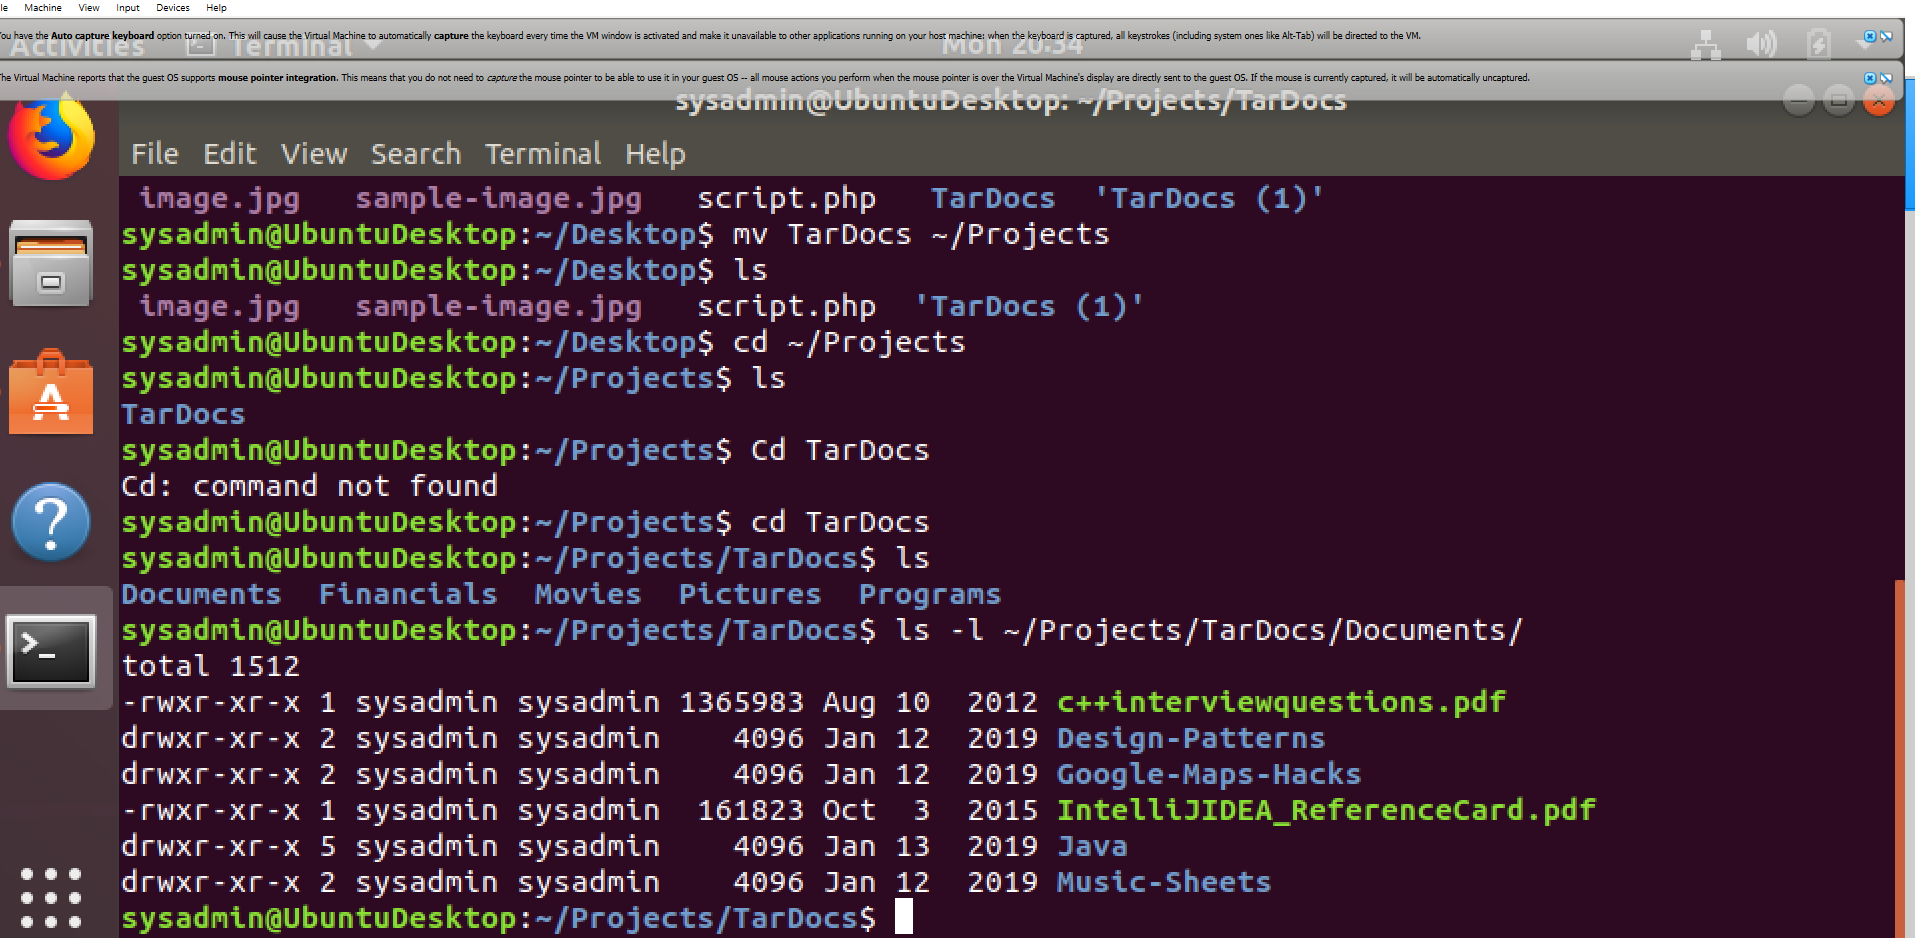 le Machine View Input Devices Help
You have the Auto capture keyboard option turned on. This will cause the Virtual Machine to automatically capture the keyboard every time the VM window is activated and make it unavailable to other applications running on your host machine: when the keyboard is captured, all keystrokes (including system ones like Alt-Tab) will be directed to the VM.
Activities Terminal Mon 20:34
The Virtual Machine reports that the guest OS supports mouse pointer integration. This means that you do not need to capture the mouse pointer to be able to use it in your guest OS -- all mouse actions you perform when the mouse pointer is over the Virtual Machine's display are directly sent to the guest OS. If the mouse is currently captured, it will be automatically uncaptured.
sysadmin@UbuntuDesktop: ~/Projects/TarDocs
File Edit View Search Terminal Help
image.jpg sample-image.jpg script.php TarDocs 'TarDocs (1)'
sysadmin@UbuntuDesktop:~/Desktop$ mv TarDocs ~/Projects
sysadmin@UbuntuDesktop:~/Desktop$ ls
image.jpg sample-image.jpg script.php 'TarDocs (1)'
sysadmin@UbuntuDesktop:~/Desktop$ cd ~/Projects
sysadmin@UbuntuDesktop:~/Projects$ ls
TarDocs
sysadmin@UbuntuDesktop:~/Projects$ Cd TarDocs
Cd: command not found
sysadmin@UbuntuDesktop:~/Projects$ cd TarDocs
sysadmin@UbuntuDesktop:~/Projects/TarDocs$ ls
Documents Financials Movies Pictures Programs
sysadmin@UbuntuDesktop:~/Projects/TarDocs$ ls -l ~/Projects/TarDocs/Documents/
total 1512
-rwxr-xr-x 1 sysadmin sysadmin 1365983 Aug 10 2012 c++interviewquestions.pdf
drwxr-xr-x 2 sysadmin sysadmin 4096 Jan 12 2019 Design-Patterns
drwxr-xr-x 2 sysadmin sysadmin 4096 Jan 12 2019 Google-Maps-Hacks
-rwxr-xr-x 1 sysadmin sysadmin 161823 Oct 3 2015 IntelliJIDEA_ReferenceCard.pdf
drwxr-xr-x 5 sysadmin sysadmin 4096 Jan 13 2019 Java
drwxr-xr-x 2 sysadmin sysadmin 4096 Jan 12 2019 Music-Sheets
sysadmin@UbuntuDesktop:~/Projects/TarDocs$